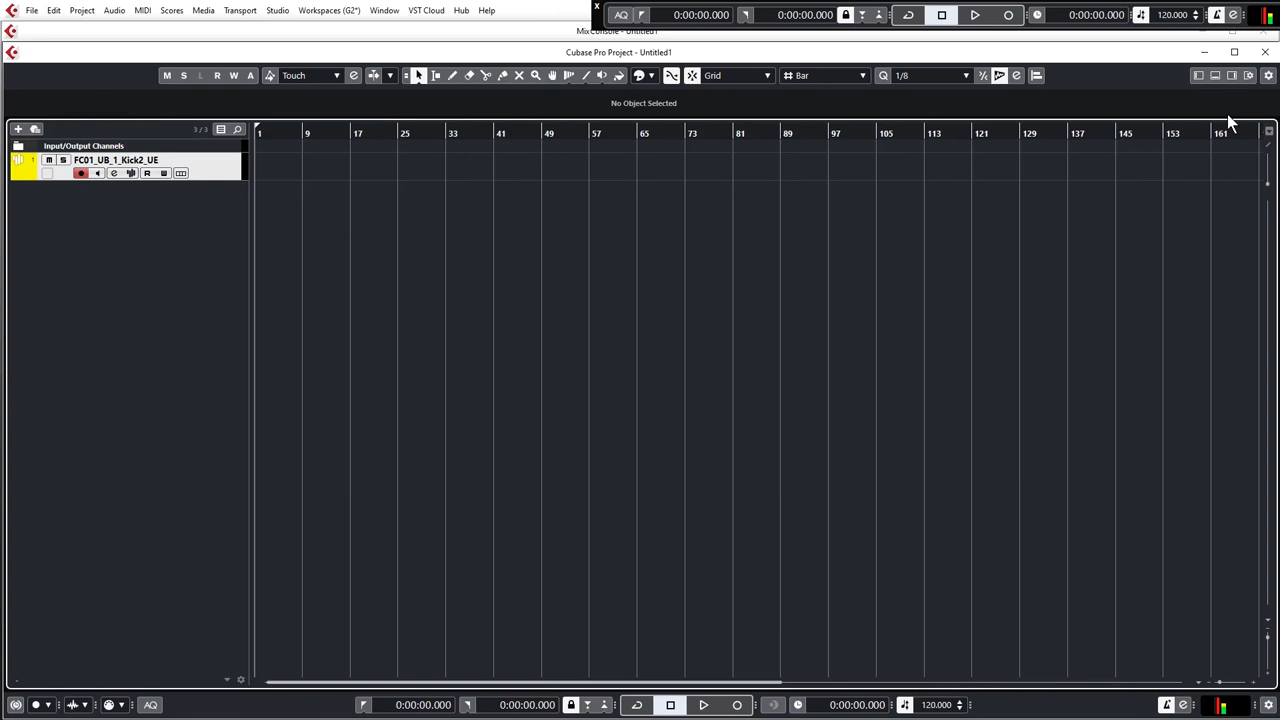 File Edit Project Audio MIDI Scores Media Transport Studio Workspaces (G2*) Window VST Cloud Hub Help
x AQ 0:00:00.000 0:00:00.000 0:00:00.000 120.000
MixConsole - Untitled1
Cubase Pro Project - Untitled1
M S L R W A Touch Grid Bar Q 1/8
No Object Selected
3 / 3 1 9 17 25 33 41 49 57 65 73 81 89 97 105 113 121 129 137 145 153 161
Input/Output Channels
1 m S FC01_UB_1_Kick2_UE
e R W
AQ 0:00:00.000 0:00:00.000 0:00:00.000 120.000